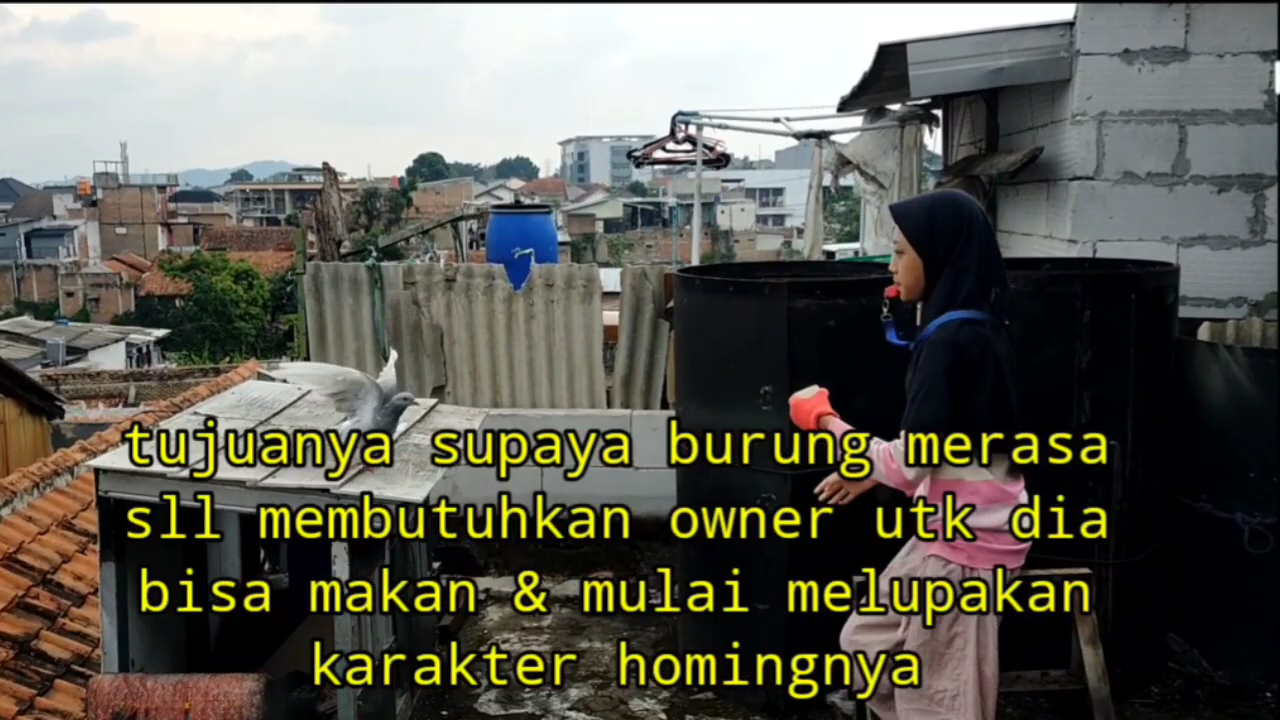 tujuanya supaya burung merasa
sll membutuhkan owner utk dia
bisa makan & mulai melupakan
karakter homingnya